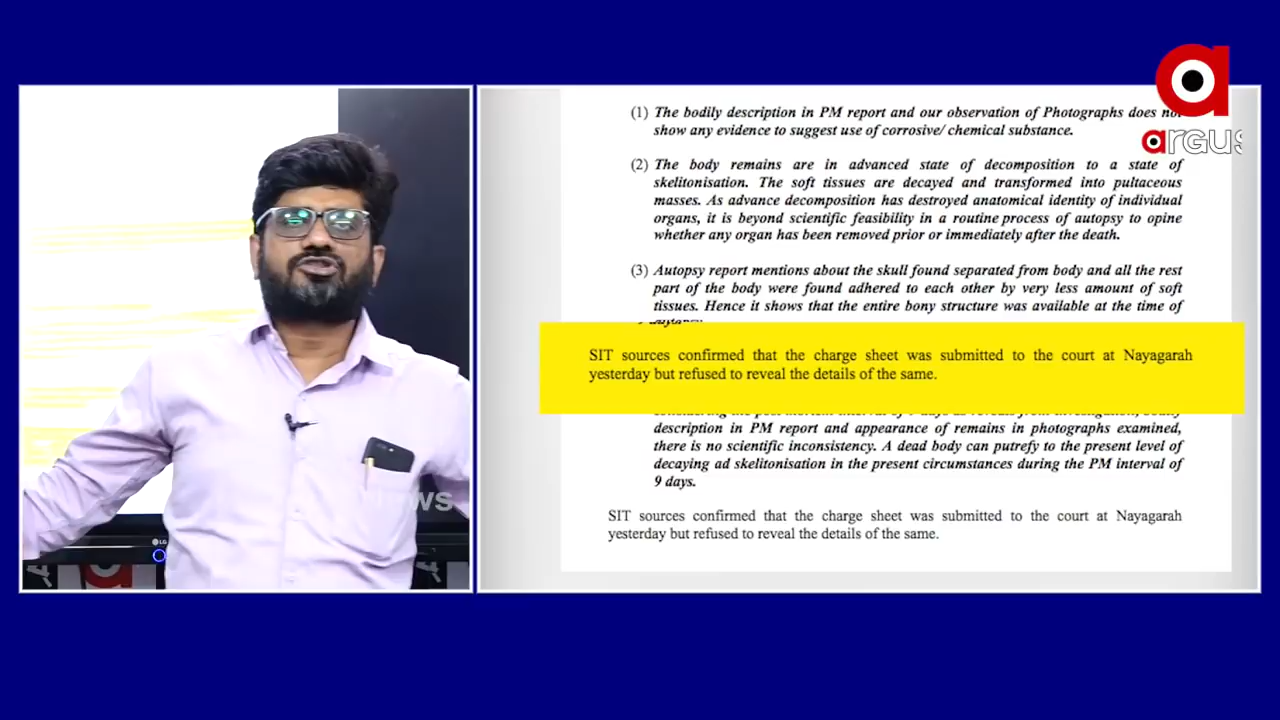 argus
(1) The bodily description in PM report and our observation of Photographs does not
show any evidence to suggest use of corrosive/ chemical substance.
(2) The body remains are in advanced state of decomposition to a state of
skelitonisation. The soft tissues are decayed and transformed into pultaceous
masses. As advance decomposition has destroyed anatomical identity of individual
organs, it is beyond scientific feasibility in a routine process of autopsy to opine
whether any organ has been removed prior or immediately after the death.
(3) Autopsy report mentions about the skull found separated from body and all the rest
part of the body were found adhered to each other by very less amount of soft
tissues. Hence it shows that the entire bony structure was available at the time of
SIT sources confirmed that the charge sheet was submitted to the court at Nayagarah
yesterday but refused to reveal the details of the same.
description in PM report and appearance of remains in photographs examined,
there is no scientific inconsistency. A dead body can putrefy to the present level of
decaying ad skelitonisation in the present circumstances during the PM interval of
9 days.
SIT sources confirmed that the charge sheet was submitted to the court at Nayagarah
yesterday but refused to reveal the details of the same.
news
LG